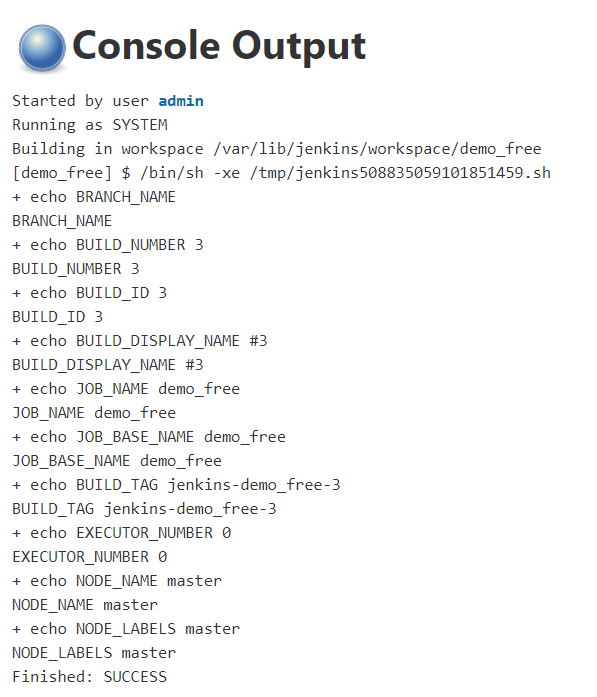 Console Output
Started by user admin
Running as SYSTEM
Building in workspace /var/lib/jenkins/workspace/demo_free
[demo_free] $ /bin/sh -xe /tmp/jenkins508835059101851459.sh
+ echo BRANCH_NAME
BRANCH_NAME
+ echo BUILD_NUMBER 3
BUILD_NUMBER 3
+ echo BUILD_ID 3
BUILD_ID 3
+ echo BUILD_DISPLAY_NAME #3
BUILD_DISPLAY_NAME #3
+ echo JOB_NAME demo_free
JOB_NAME demo_free
+ echo JOB_BASE_NAME demo_free
JOB_BASE_NAME demo_free
+ echo BUILD_TAG jenkins-demo_free-3
BUILD_TAG jenkins-demo_free-3
+ echo EXECUTOR_NUMBER 0
EXECUTOR_NUMBER 0
+ echo NODE_NAME master
NODE_NAME master
+ echo NODE_LABELS master
NODE_LABELS master
Finished: SUCCESS